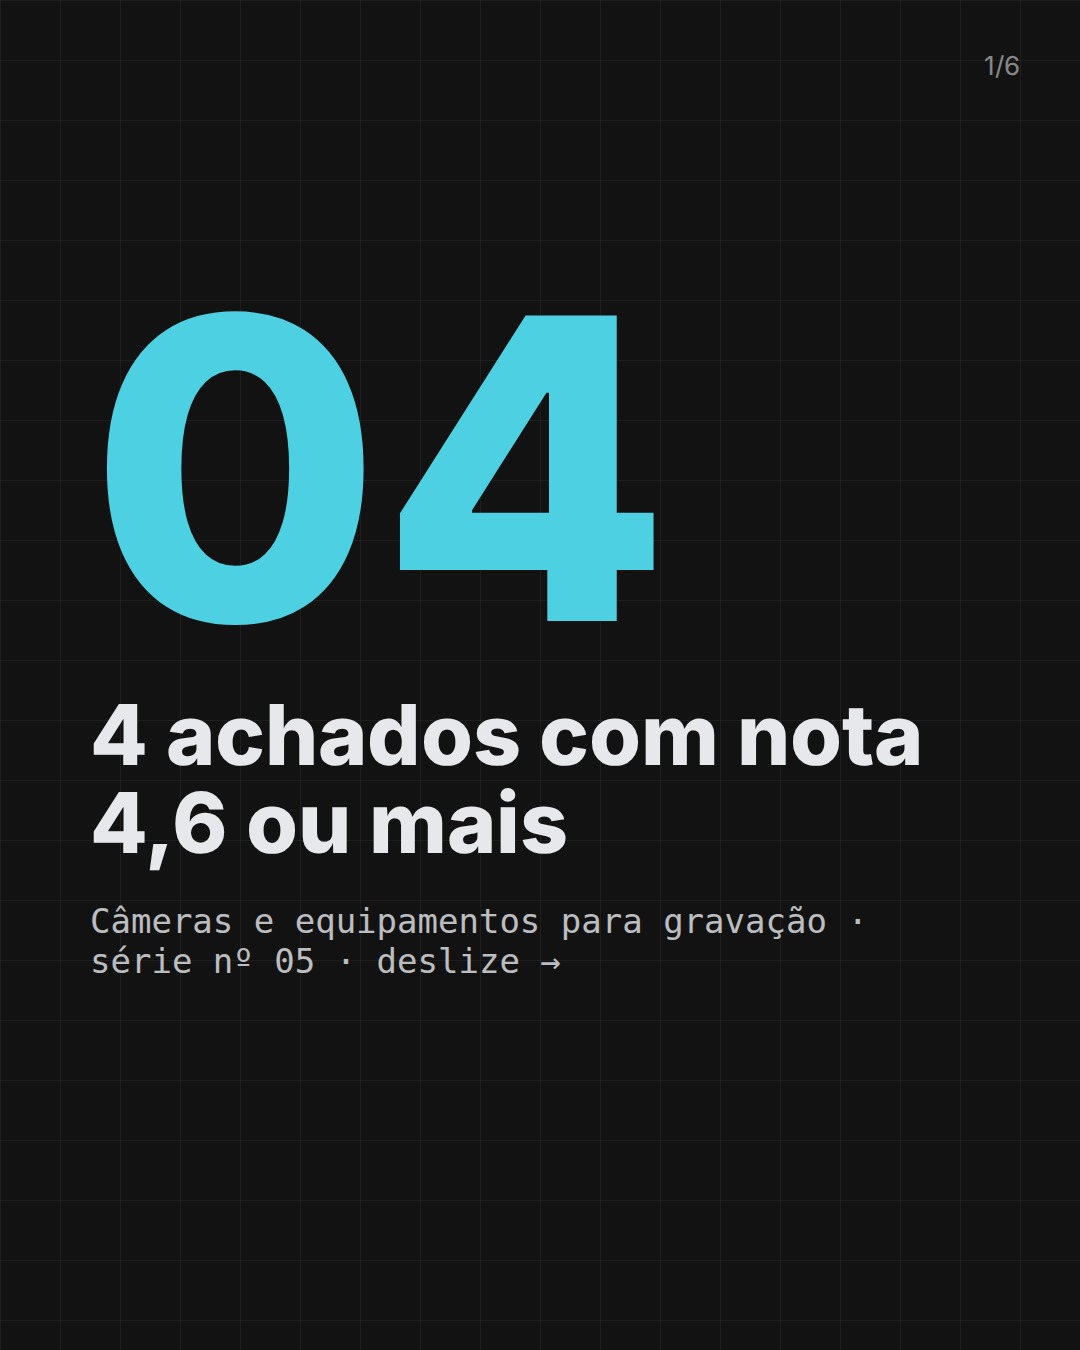 1/6
04
4 achados com nota
4,6 ou mais
Câmeras e equipamentos para gravação ·
série nº 05 · deslize →